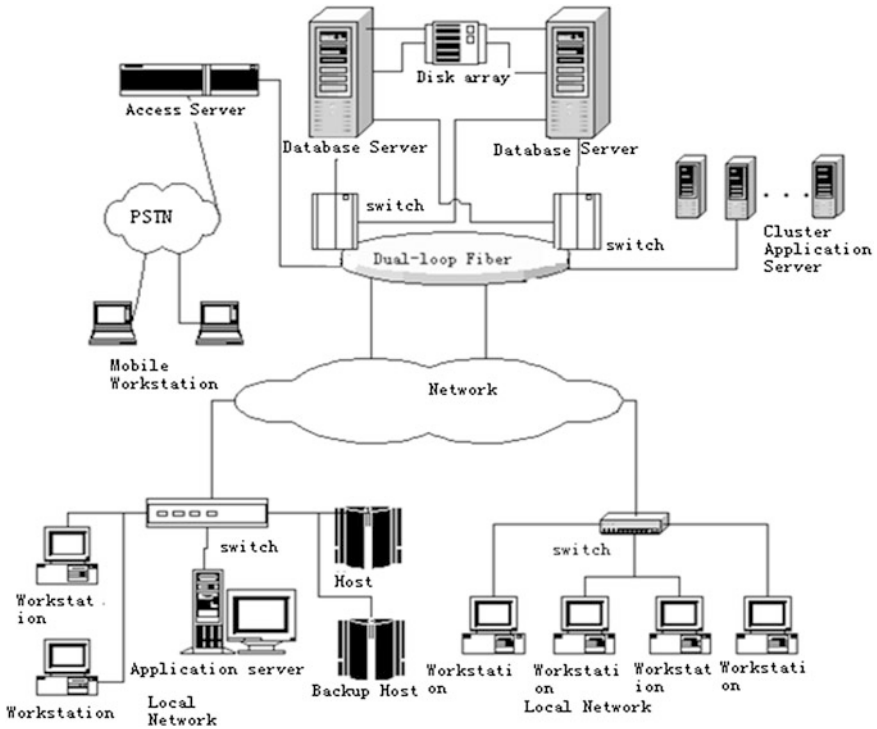 Disk array
Access Server
Database Server
Database Server
switch
PSTN
switch
Cluster
Application
Server
Dual-loop Fiber
Mobile
Workstation
Network
switch
switch
Host
Workstat
ion
Application server
Backup Host
Workstation
Local
Network
Workstati
on
Workstati
on
Workstat
ion
Workstati
on
Local Network